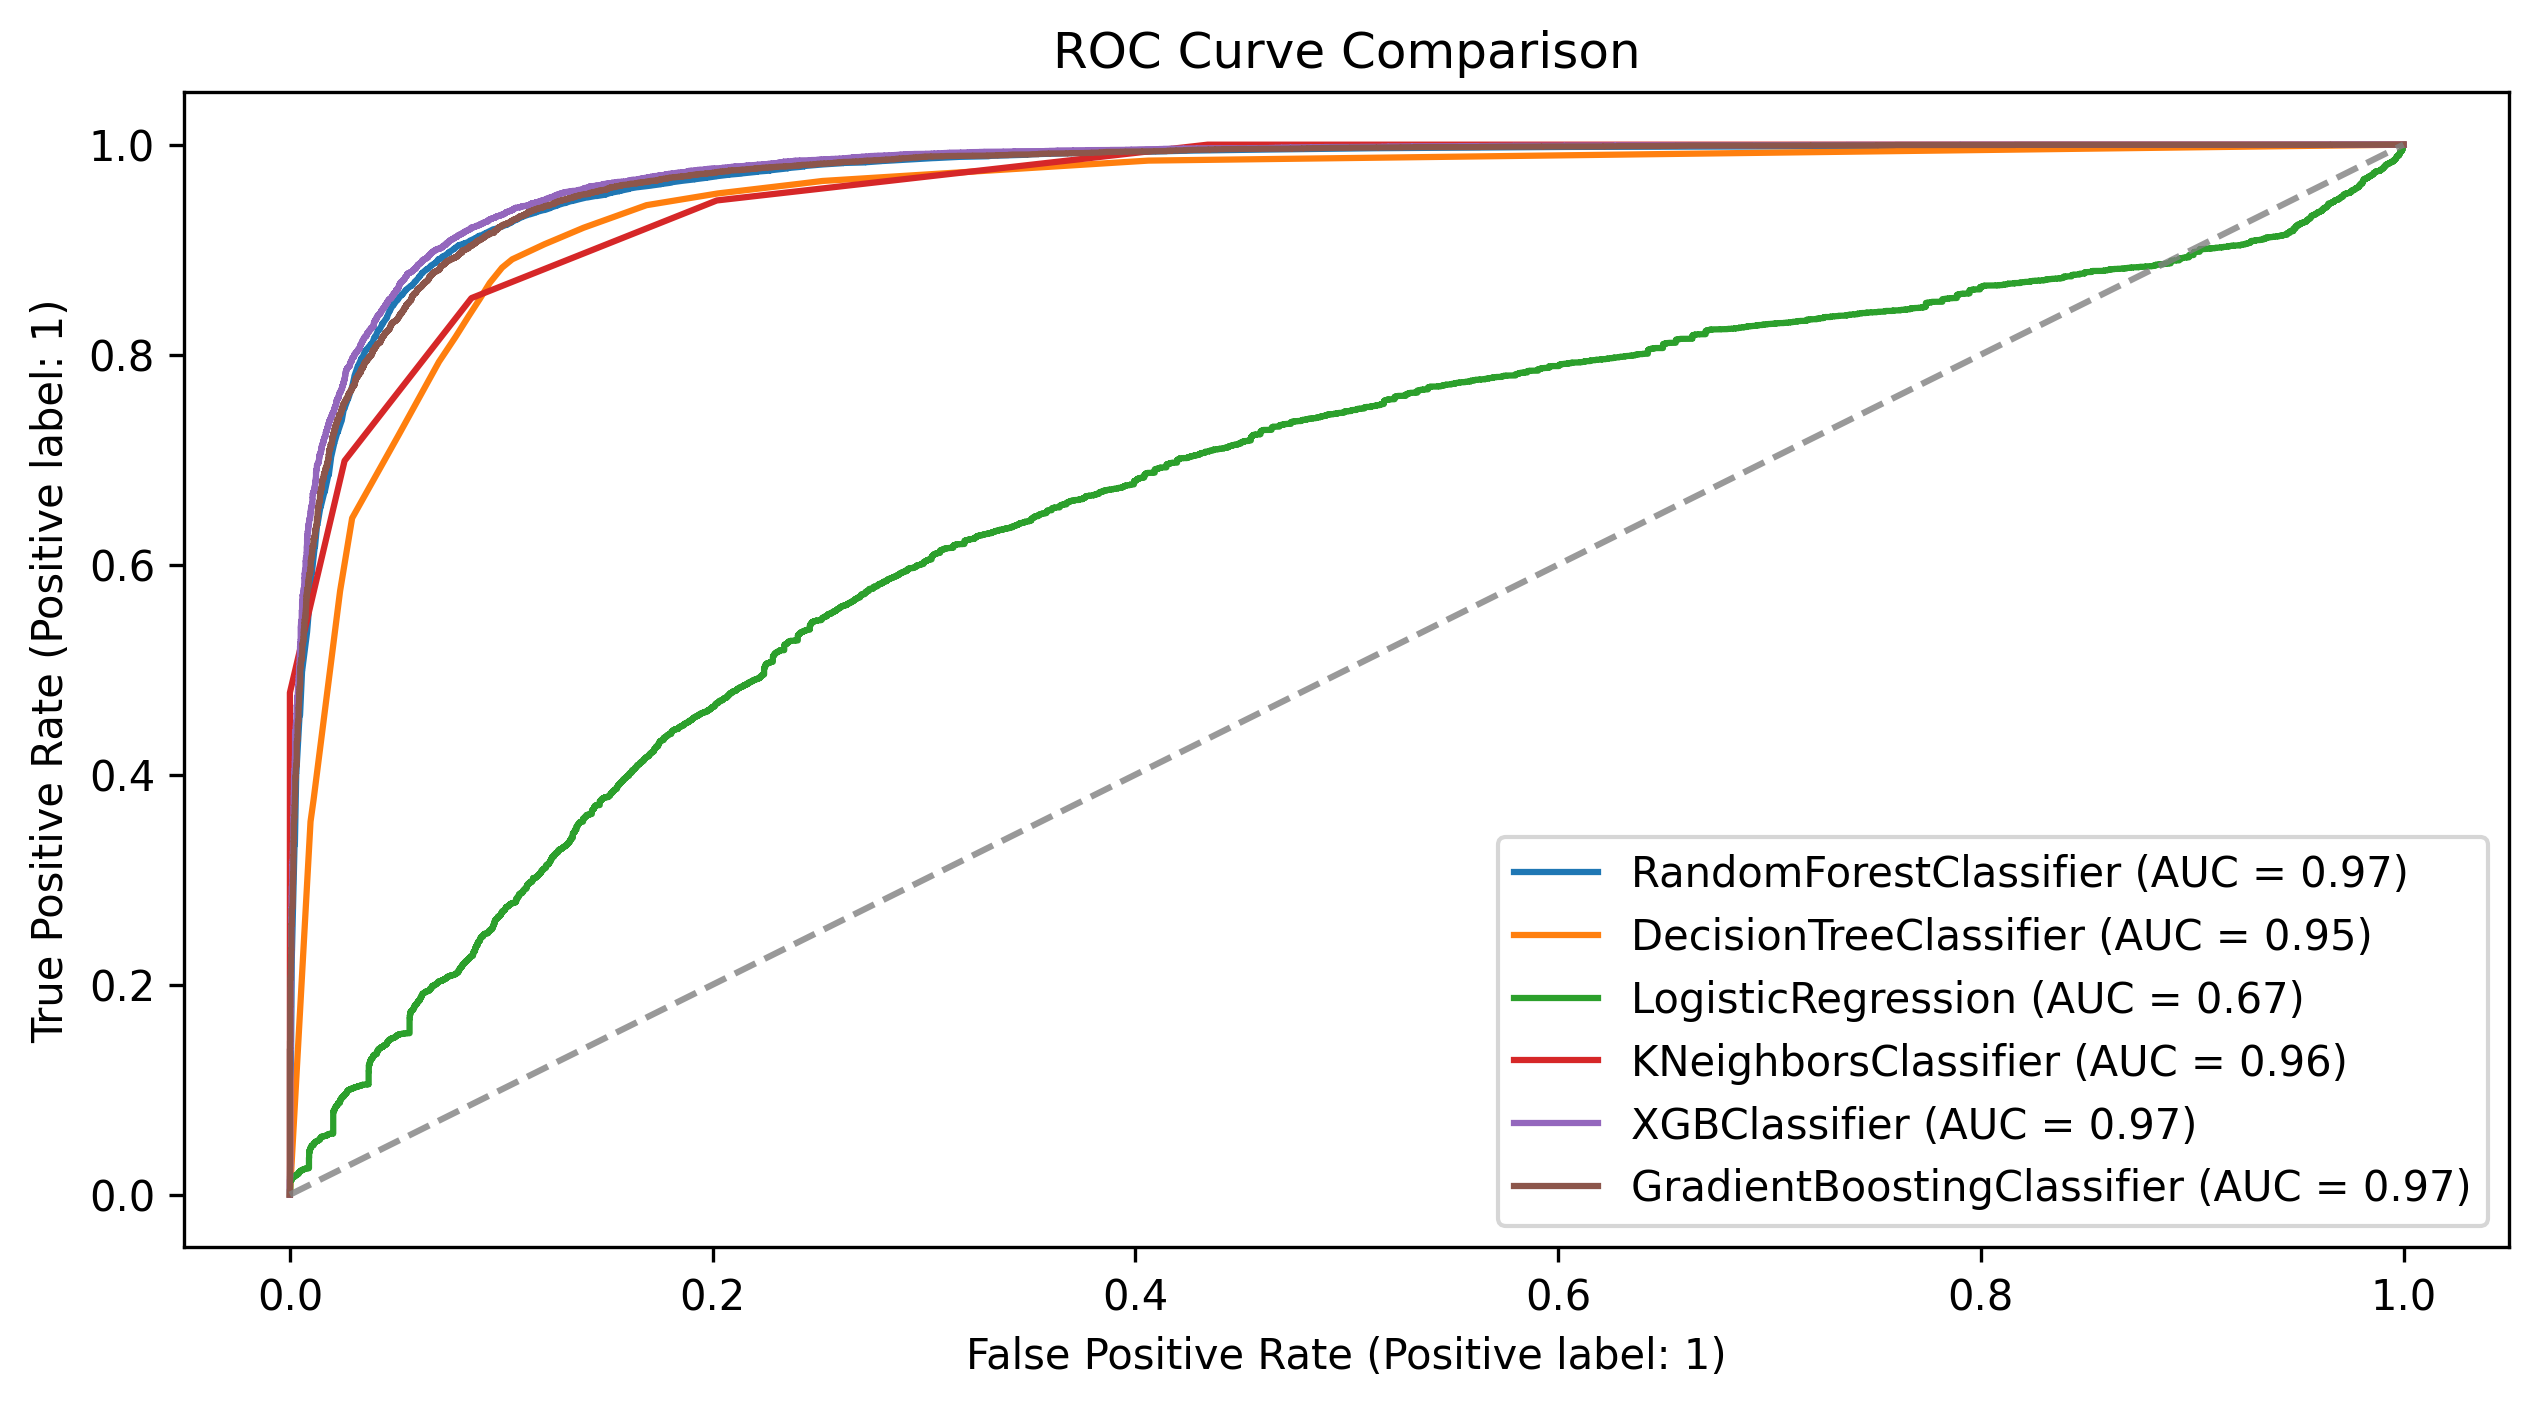 ROC Curve Comparison
True Positive Rate (Positive label: 1)
1.0
0.8
0.6
0.4
0.2
0.0
RandomForestClassifier (AUC = 0.97)
DecisionTreeClassifier (AUC = 0.95)
LogisticRegression (AUC = 0.67)
KNeighborsClassifier (AUC = 0.96)
XGBClassifier (AUC = 0.97)
GradientBoostingClassifier (AUC = 0.97)
0.0 0.2 0.4 0.6 0.8 1.0
False Positive Rate (Positive label: 1)